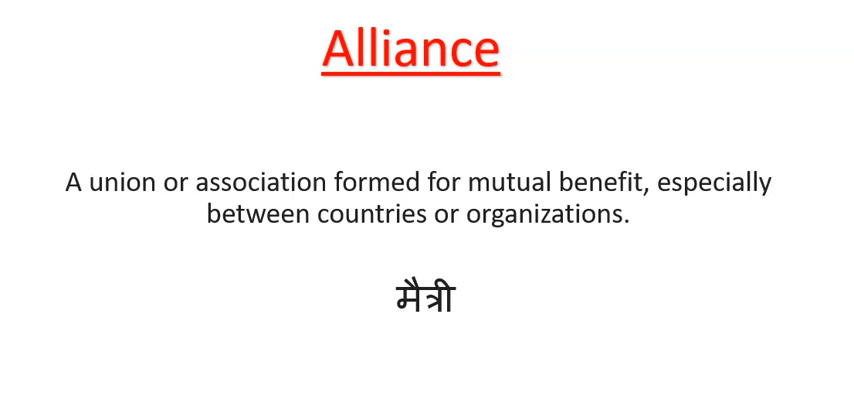 Alliance
A union or association formed for mutual benefit, especially
between countries or organizations.
मैत्री